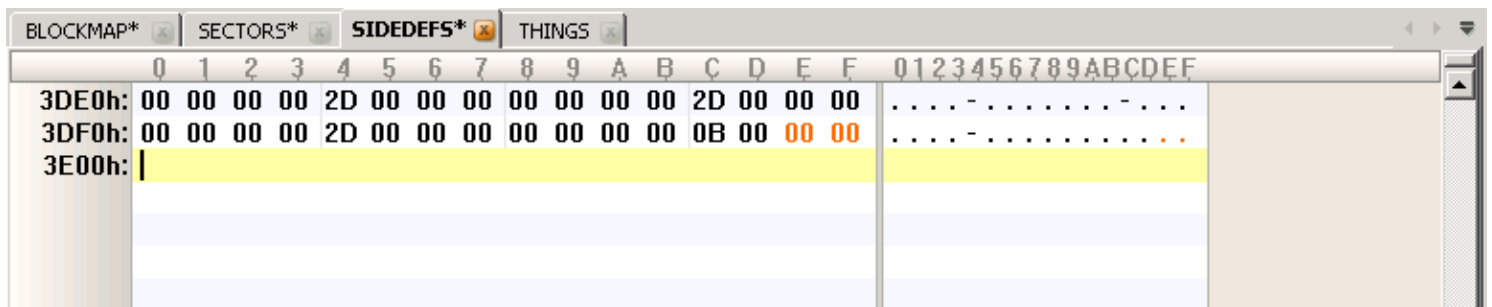 BLOCKMAP* SECTORS* SIDEDEFS* THINGS
0 1 2 3 4 5 6 7 8 9 A B C D E F 0123456789ABCDEF
3DE0h: 00 00 00 00 2D 00 00 00 00 00 00 00 2D 00 00 00 ....-.......-...
3DF0h: 00 00 00 00 2D 00 00 00 00 00 00 00 0B 00 00 00 ....-...........
3E00h: